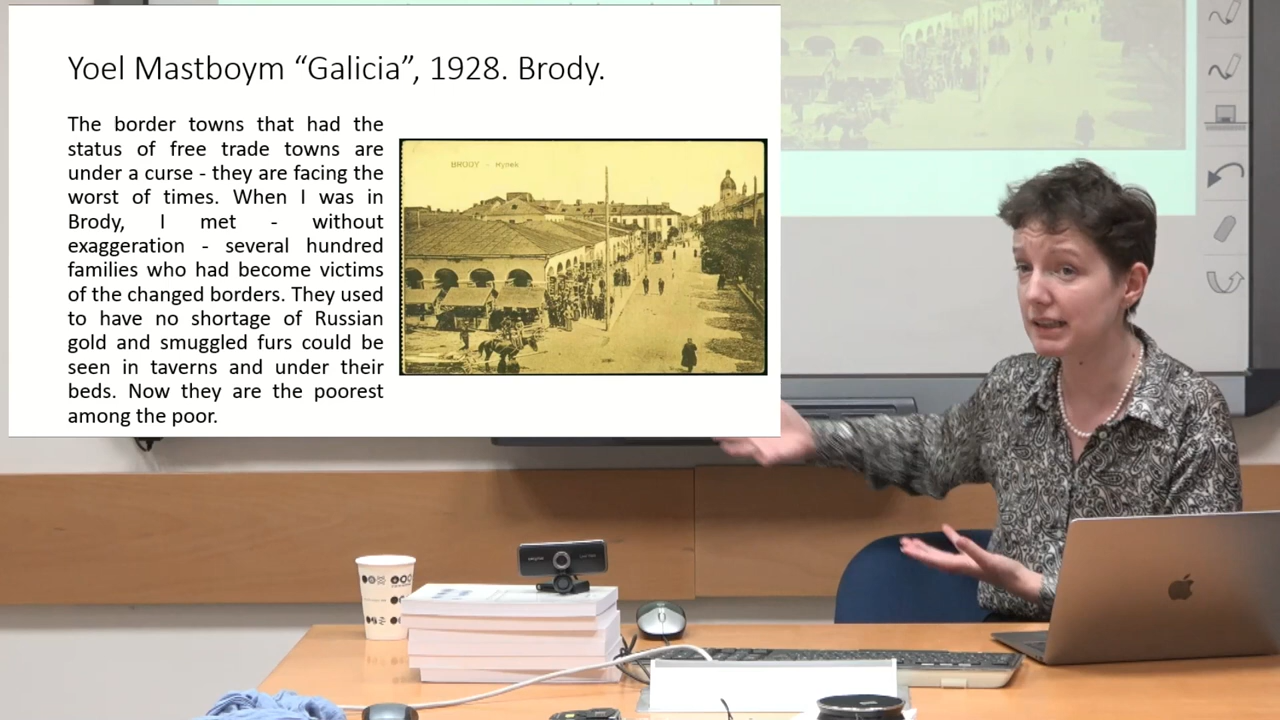 Yoel Mastboym “Galicia”, 1928. Brody.
The border towns that had the
status of free trade towns are
under a curse - they are facing the
worst of times. When I was in
Brody, I met - without
exaggeration - several hundred
families who had become victims
of the changed borders. They used
to have no shortage of Russian
gold and smuggled furs could be
seen in taverns and under their
beds. Now they are the poorest
among the poor.
BRODY - Rynek